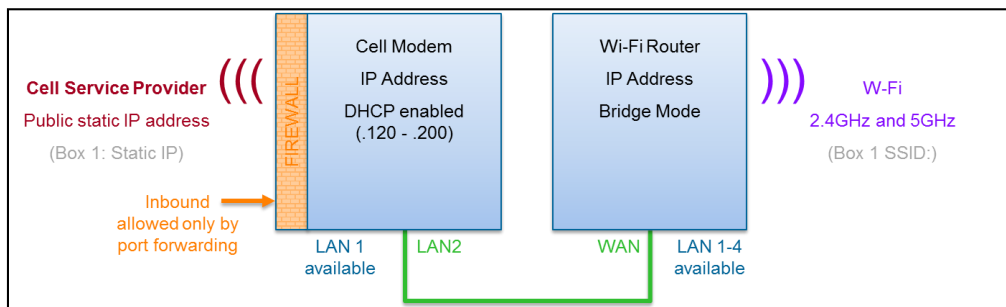 Cell Service Provider
Public static IP address
(Box 1: Static IP)
Inbound
allowed only by
port forwarding
FIREWALL
Cell Modem
IP Address
DHCP enabled
(.120 - .200)
LAN 1
available
LAN2
Wi-Fi Router
IP Address
Bridge Mode
WAN
LAN 1-4
available
W-Fi
2.4GHz and 5GHz
(Box 1 SSID:)